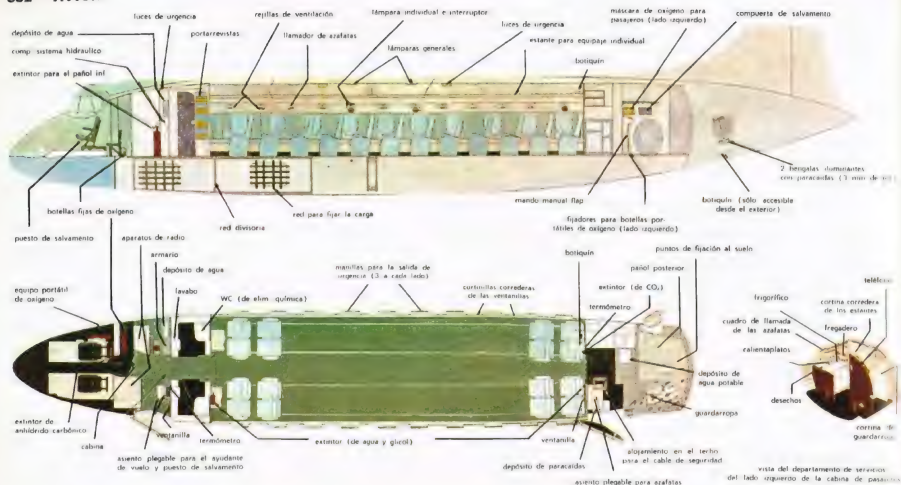 luces de urgencia
rejillas de ventilación
lámpara individual e interruptor
máscara de oxígeno para
pasajeros (lado izquierdo)
compuerta de salvamento
depósito de agua
portarrevistas
llamador de azafatas
luces de urgencia
comp. sistema hidraulico
lámparas generales
estante para equipaje individual
extintor para el pañol inf.
botiquín
2 bengalas iluminantes
con paracaídas (3 min de
botellas fijas de oxígeno
mando manual flap
botiquín (sólo accesible
desde el exterior)
red para fijar la carga
fijadores para botellas por-
tátiles de oxígeno (lado izquierdo)
puesto de salvamento
aparatos de radio
red divisoria
armario
botiquín
puntos de fijación al suelo
depósito de agua
manillas para la salida de
urgencia (3 a cada lado)
pañol posterior
equipo portátil
de oxígeno
lavabo
cortinillas correderas
de las ventanillas
extintor (de CO₂)
WC (de elim. química)
termómetro
frigorífico
cortina corredera
de los estantes
cuadro de llamada
de las azafatas
fregadero
calientaplatos
depósito de
agua potable
desechos
extintor de
anhídrido carbónico
guardarropa
ventanilla
extintor (de agua y glicol)
ventanilla
cortina
cabina
termómetro
alojamiento en el techo
para el cable de seguridad
asiento plegable para el ayudante
de vuelo y puesto de salvamento
depósito de paracaídas
vista del departamento de servicios
del lado izquierdo de la cabina de
asiento plegable para azafatas